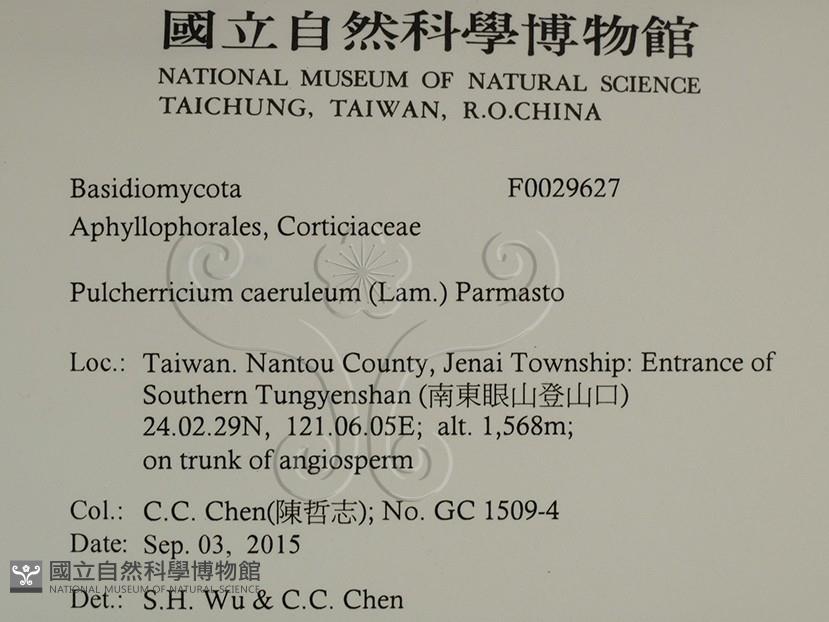 國立自然科學博物館
NATIONAL MUSEUM OF NATURAL SCIENCE
TAICHUNG, TAIWAN, R.O.CHINA
Basidiomycota F0029627
Aphyllophorales, Corticiaceae
Pulcherricium caeruleum (Lam.) Parmasto
Loc.: Taiwan. Nantou County, Jenai Township: Entrance of
Southern Tungyenshan (南東眼山登山口)
24.02.29N, 121.06.05E; alt. 1,568m;
on trunk of angiosperm
Col.: C.C. Chen(陳哲志); No. GC 1509-4
Date: Sep. 03, 2015
國立自然科學博物館
NATIONAL MUSEUM OF NATURAL SCIENCE
Det.: S.H. Wu & C.C. Chen